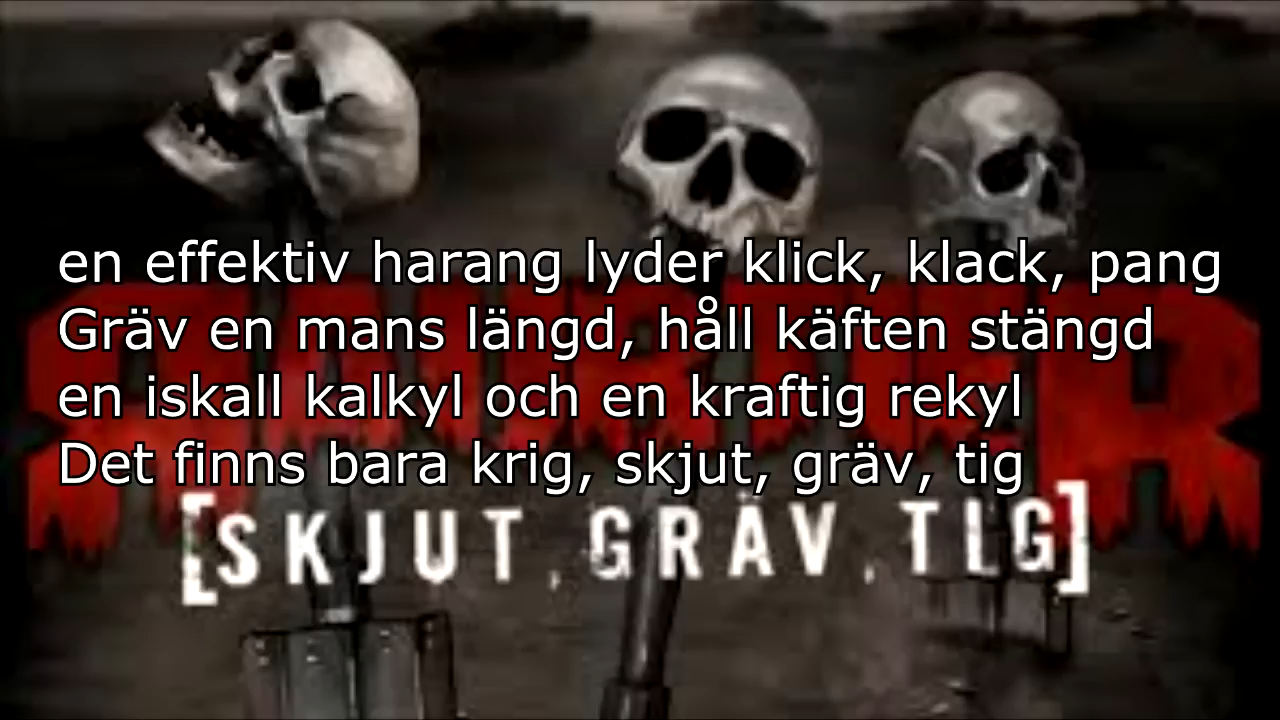 en effektiv harang lyder klick, klack, pang
Gräv en mans längd, håll käften stängd
en iskall kalkyl och en kraftig rekyl
Det finns bara krig, skjut, gräv, tig
[SKJUT, GRÄV, TIG]